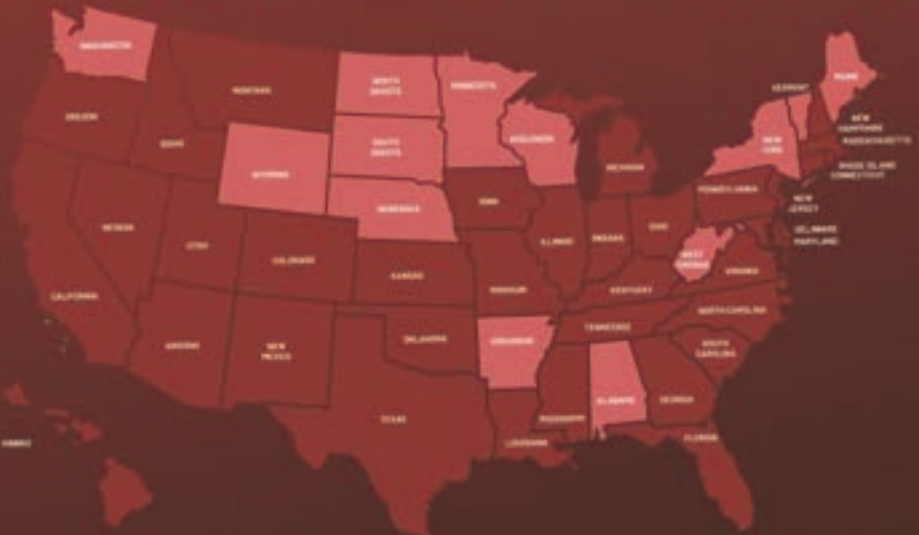 WASHINGTON
MONTANA
NORTH
DAKOTA
MINNESOTA
MAINE
VERMONT
OREGON
IDAHO
SOUTH
DAKOTA
WISCONSIN
NEW
YORK
NEW
HAMPSHIRE
MASSACHUSETTS
RHODE ISLAND
CONNECTICUT
WYOMING
MICHIGAN
PENNSYLVANIA
NEW
JERSEY
NEBRASKA
IOWA
NEVADA
UTAH
COLORADO
ILLINOIS
INDIANA
OHIO
DELAWARE
MARYLAND
WEST
VIRGINIA
VIRGINIA
KANSAS
MISSOURI
KENTUCKY
CALIFORNIA
NORTH CAROLINA
TENNESSEE
ARIZONA
NEW
MEXICO
OKLAHOMA
ARKANSAS
SOUTH
CAROLINA
TEXAS
MISSISSIPPI
ALABAMA
GEORGIA
LOUISIANA
FLORIDA
HAWAII